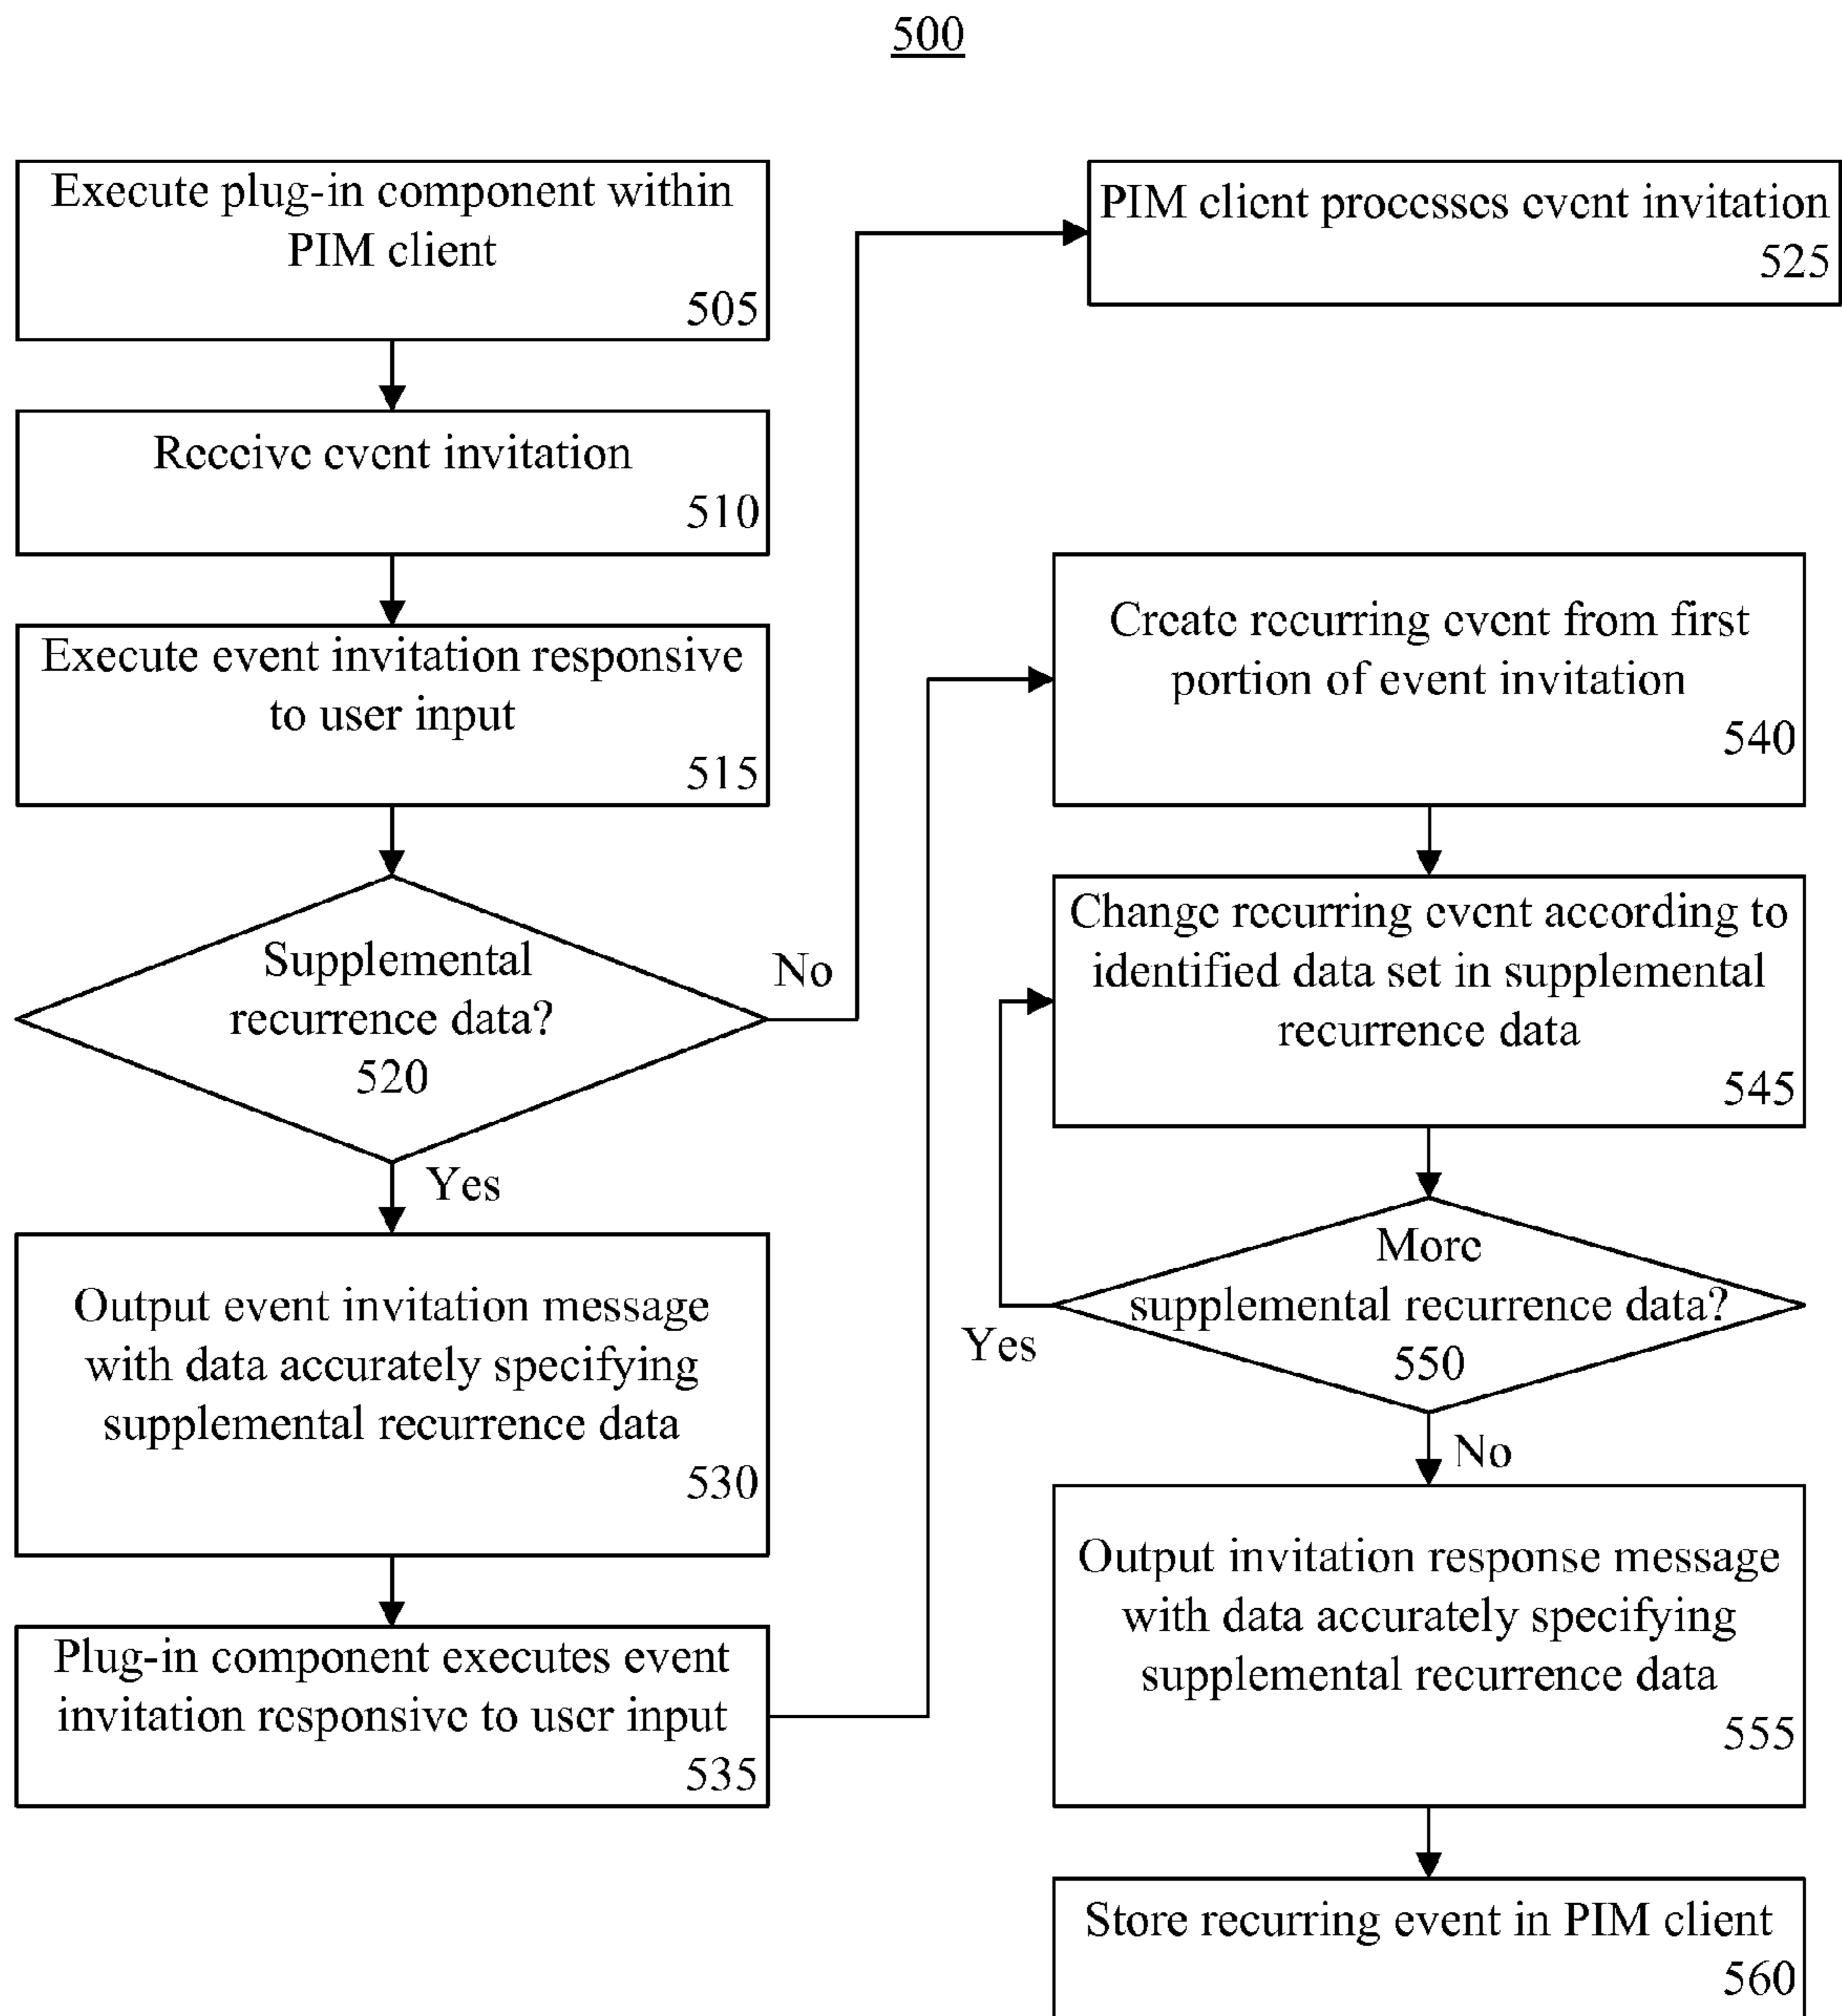 500
Execute plug-in component within
PIM client
505
Receive event invitation
510
Execute event invitation responsive
to user input
515
Supplemental
recurrence data?
520
No
Yes
PIM client processes event invitation
525
Output event invitation message
with data accurately specifying
supplemental recurrence data
530
Plug-in component executes event
invitation responsive to user input
535
Create recurring event from first
portion of event invitation
540
Change recurring event according to
identified data set in supplemental
recurrence data
545
More
supplemental recurrence data?
550
Yes
No
Output invitation response message
with data accurately specifying
supplemental recurrence data
555
Store recurring event in PIM client
560